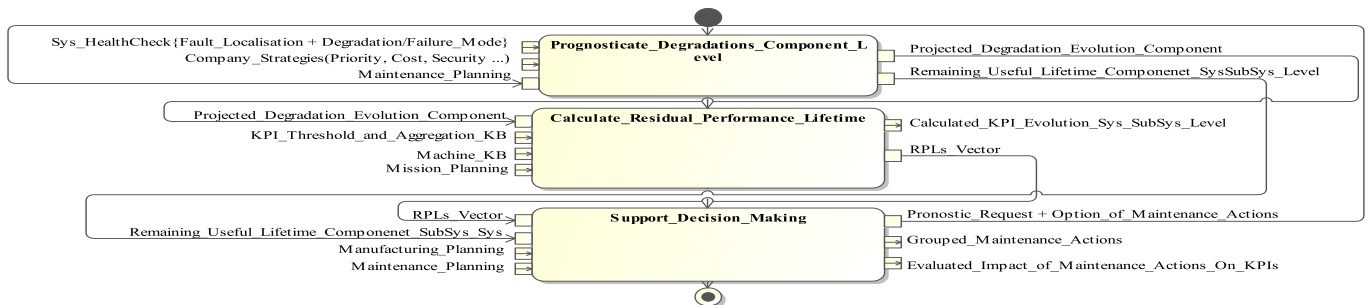 Sys_HealthCheck{Fault_Localisation + Degradation/Failure_Mode}
Company_Strategies(Priority, Cost, Security ...)
Maintenance_Planning
Prognosticate_Degradations_Component_L
evel
Projected_Degradation_Evolution_Component
Remaining_Useful_Lifetime_Componenet_SysSubSys_Level
Projected_Degradation_Evolution_Component
KPI_Threshold_and_Aggregation_KB
Machine_KB
Mission_Planning
Calculate_Residual_Performance_Lifetime
Calculated_KPI_Evolution_Sys_SubSys_Level
RPLs_Vector
RPLs_Vector
Remaining_Useful_Lifetime_Componenet_SubSys_Sys
Manufacturing_Planning
Maintenance_Planning
Support_Decision_Making
Pronostic_Request + Option_of_Maintenance_Actions
Grouped_Maintenance_Actions
Evaluated_Impact_of_Maintenance_Actions_On_KPIs